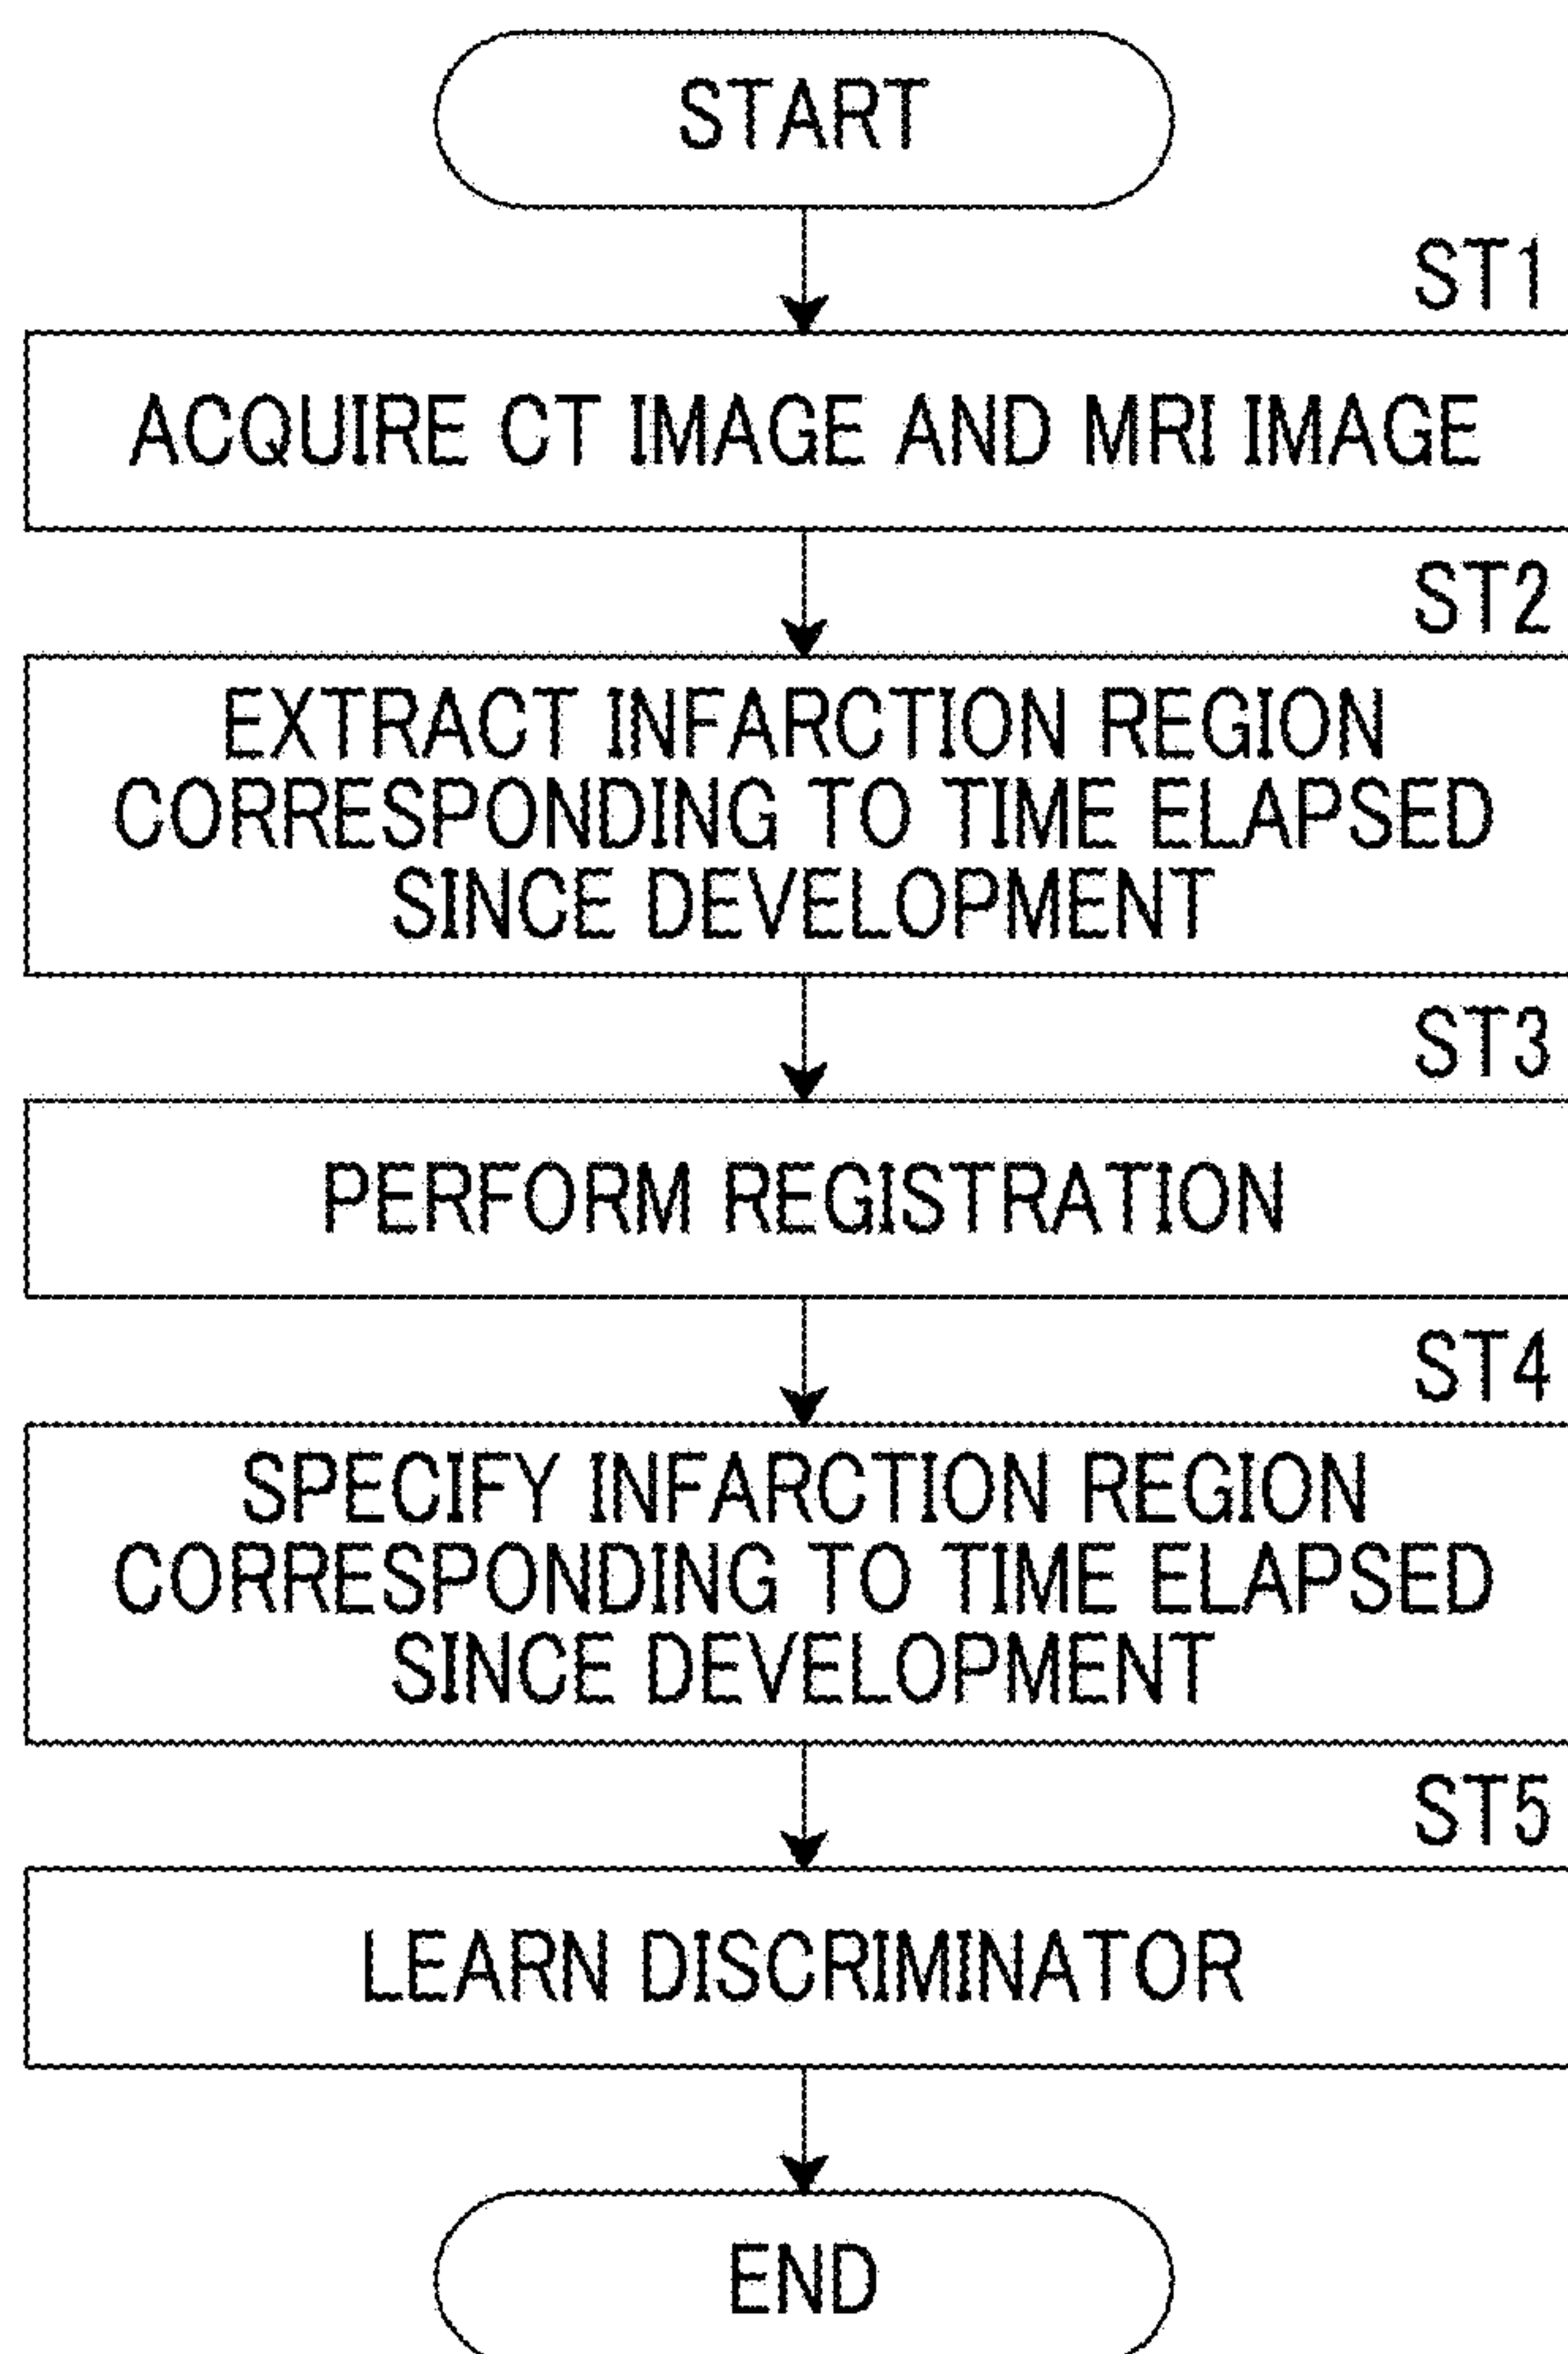 START
ST1
ACQUIRE CT IMAGE AND MRI IMAGE
ST2
EXTRACT INFARCTION REGION
CORRESPONDING TO TIME ELAPSED
SINCE DEVELOPMENT
ST3
PERFORM REGISTRATION
ST4
SPECIFY INFARCTION REGION
CORRESPONDING TO TIME ELAPSED
SINCE DEVELOPMENT
ST5
LEARN DISCRIMINATOR
END